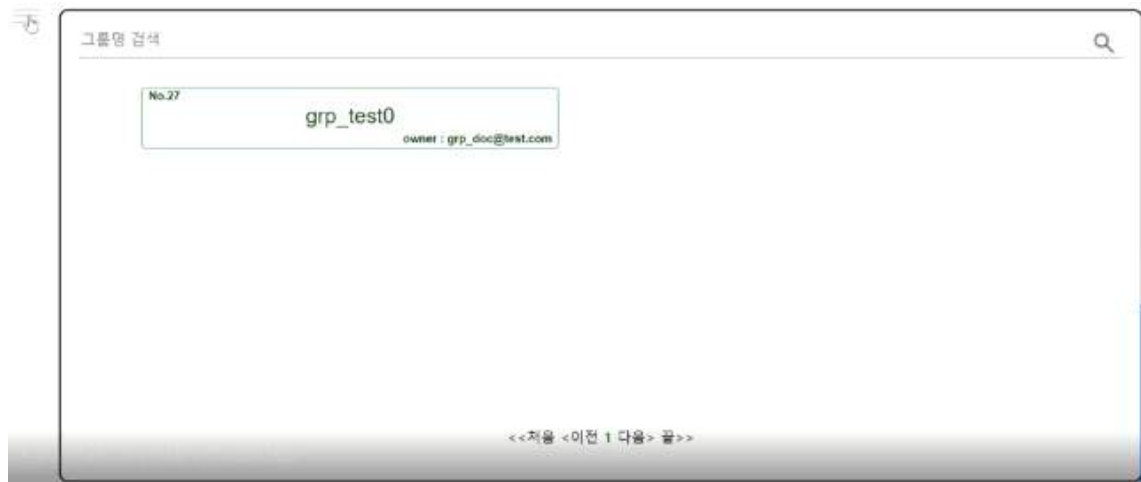 그룹명 검색
No.27
grp_test0
owner : grp_doc@test.com
<<처음 <이전 1 다음> 끝>>